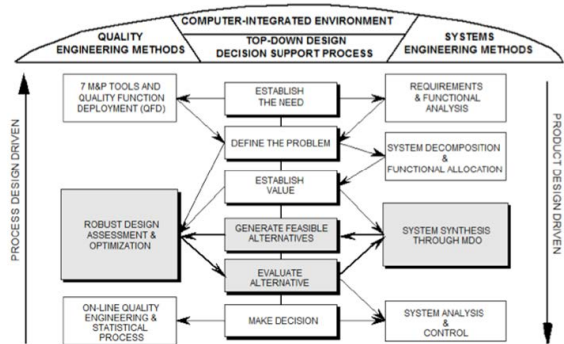 COMPUTER-INTEGRATED ENVIRONMENT
QUALITY
ENGINEERING METHODS
TOP-DOWN DESIGN
DECISION SUPPORT PROCESS
SYSTEMS
ENGINEERING METHODS
PROCESS DESIGN DRIVEN
7 M&P TOOLS AND
QUALITY FUNCTION
DEPLOYMENT (QFD)
ESTABLISH
THE NEED
REQUIREMENTS
& FUNCTIONAL
ANALYSIS
DEFINE THE PROBLEM
SYSTEM DECOMPOSITION
&
FUNCTIONAL ALLOCATION
ESTABLISH
VALUE
ROBUST DESIGN
ASSESSMENT &
OPTIMIZATION
GENERATE FEASIBLE
ALTERNATIVES
SYSTEM SYNTHESIS
THROUGH MDO
EVALUATE
ALTERNATIVE
ON-LINE QUALITY
ENGINEERING &
STATISTICAL
PROCESS
MAKE DECISION
SYSTEM ANALYSIS
&
CONTROL
PRODUCT DESIGN DRIVEN